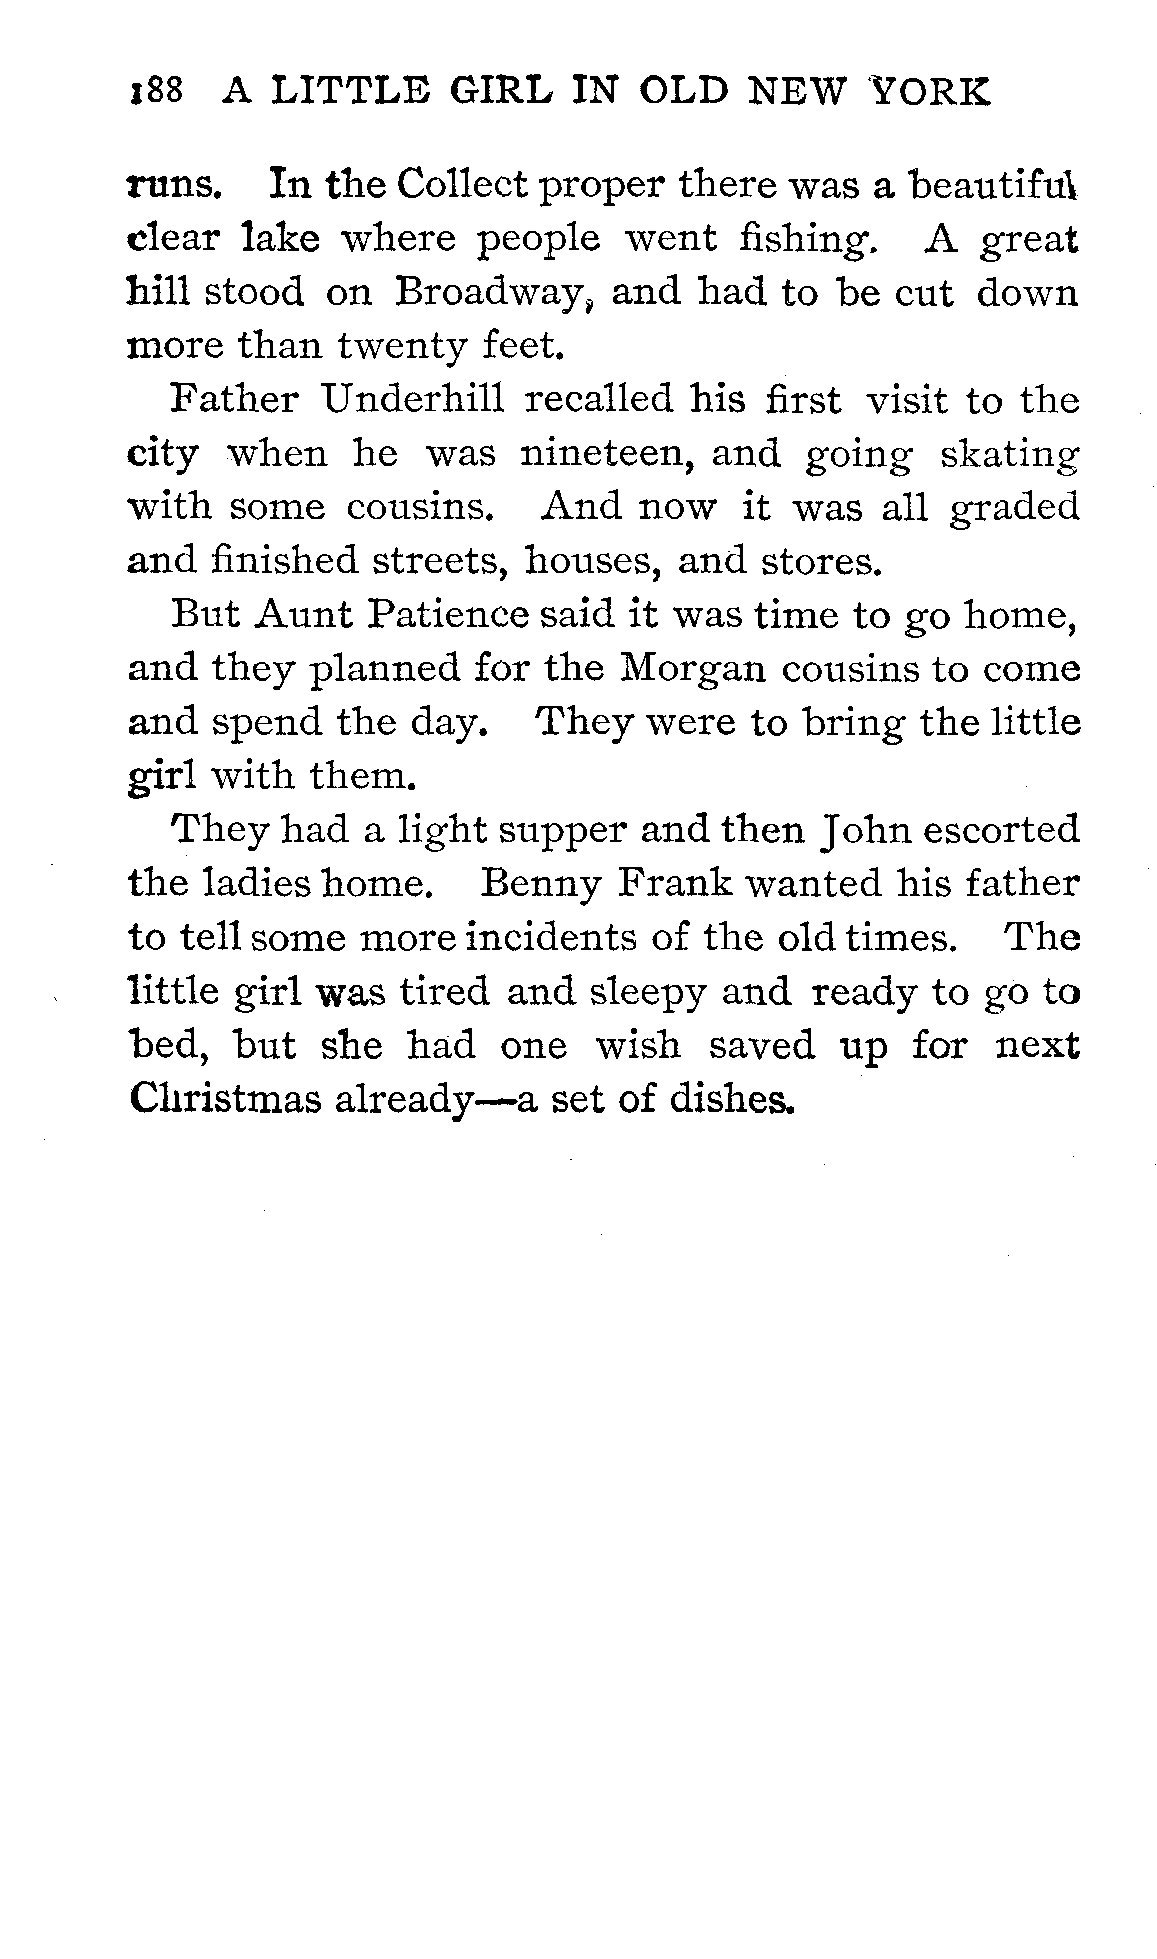 188 A LITTLE GIRL IN OLD NEW YORK
runs. In the Collect proper there was a beautiful
clear lake where people went fishing. A great
hill stood on Broadway, and had to be cut down
more than twenty feet.
Father Underhill recalled his first visit to the
city when he was nineteen, and going skating
with some cousins. And now it was all graded
and finished streets, houses, and stores.
But Aunt Patience said it was time to go home,
and they planned for the Morgan cousins to come
and spend the day. They were to bring the little
girl with them.
They had a light supper and then John escorted
the ladies home. Benny Frank wanted his father
to tell some more incidents of the old times. The
little girl was tired and sleepy and ready to go to
bed, but she had one wish saved up for next
Christmas already—a set of dishes.